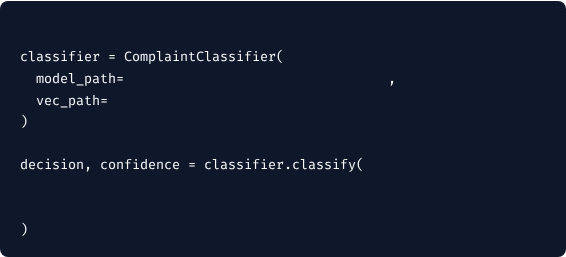 classifier = ComplaintClassifier(
  model_path=                                 ,
  vec_path=
)
decision, confidence = classifier.classify(
)